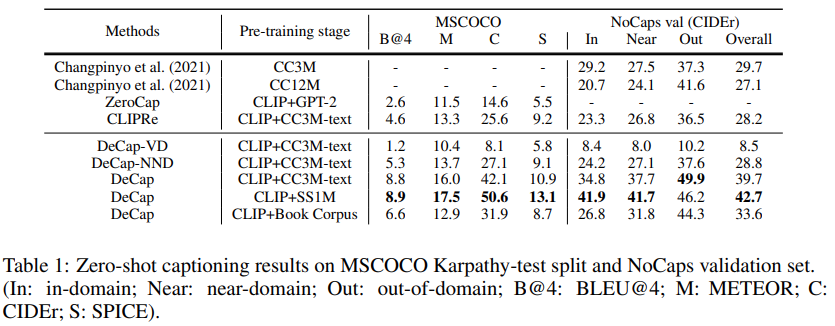 Methods Pre-training stage MSCOCO NoCaps val (CIDEr)
B@4 M C S In Near Out Overall
Changpinyo et al. (2021) CC3M - - - - 29.2 27.5 37.3 29.7
Changpinyo et al. (2021) CC12M - - - - 20.7 24.1 41.6 27.1
ZeroCap CLIP+GPT-2 2.6 11.5 14.6 5.5 - - - -
CLIPRe CLIP+CC3M-text 4.6 13.3 25.6 9.2 23.3 26.8 36.5 28.2
DeCap-VD CLIP+CC3M-text 1.2 10.4 8.1 5.8 8.4 8.0 10.2 8.5
DeCap-NND CLIP+CC3M-text 5.3 13.7 27.1 9.1 24.2 27.1 37.6 28.8
DeCap CLIP+CC3M-text 8.8 16.0 42.1 10.9 34.8 37.7 49.9 39.7
DeCap CLIP+SS1M 8.9 17.5 50.6 13.1 41.9 41.7 46.2 42.7
DeCap CLIP+Book Corpus 6.6 12.9 31.9 8.7 26.8 31.8 44.3 33.6
Table 1: Zero-shot captioning results on MSCOCO Karpathy-test split and NoCaps validation set.
(In: in-domain; Near: near-domain; Out: out-of-domain; B@4: BLEU@4; M: METEOR; C:
CIDEr; S: SPICE).